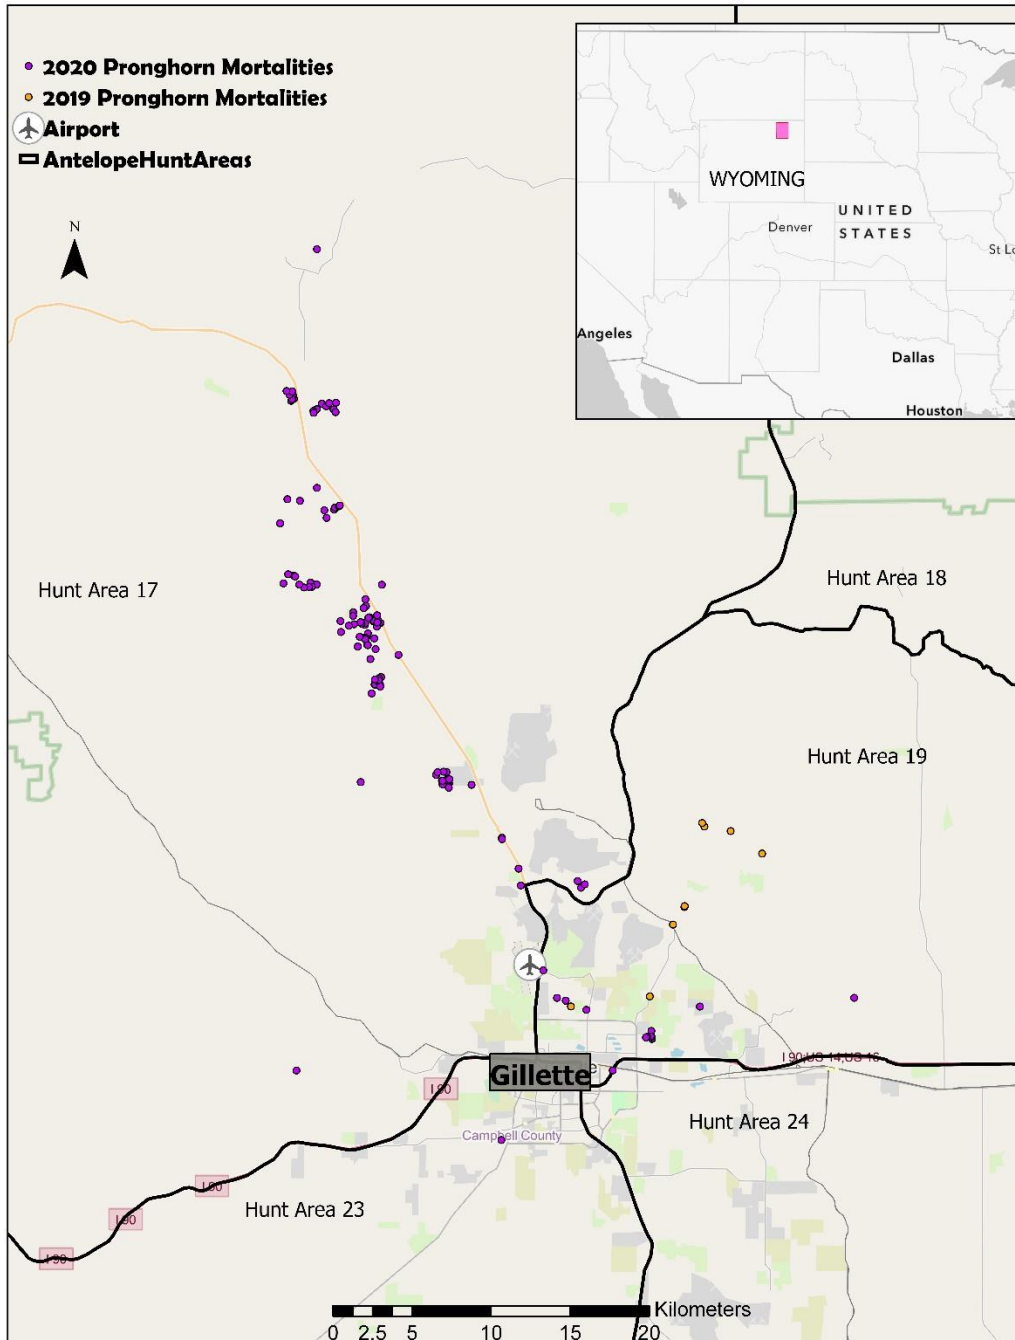 2020 Pronghorn Mortalities
2019 Pronghorn Mortalities
Airport
AntelopeHuntAreas
N
WYOMING
UNITED
STATES
Denver
St Lo
Angeles
Dallas
Houston
Hunt Area 17
Hunt Area 18
Hunt Area 19
I 90;US 14;US 16
Gillette
I 90
Hunt Area 24
Campbell County
I 90
Hunt Area 23
I 90
I 90
Kilometers
0 2.5 5 10 15 20